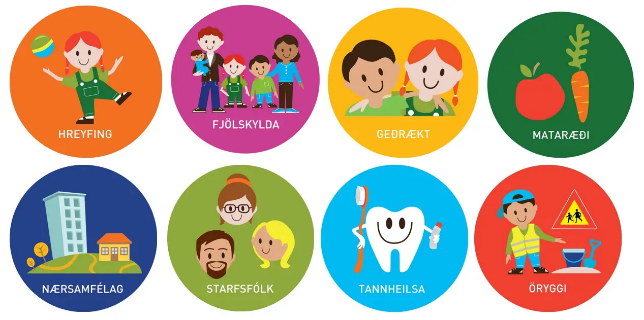 HREYFING
FJÖLSKYLDA
GEÐRÆKT
MATARÆÐI
NÆRSAMFÉLAG
STARFSFÓLK
TANNHEILSA
ÖRYGGI